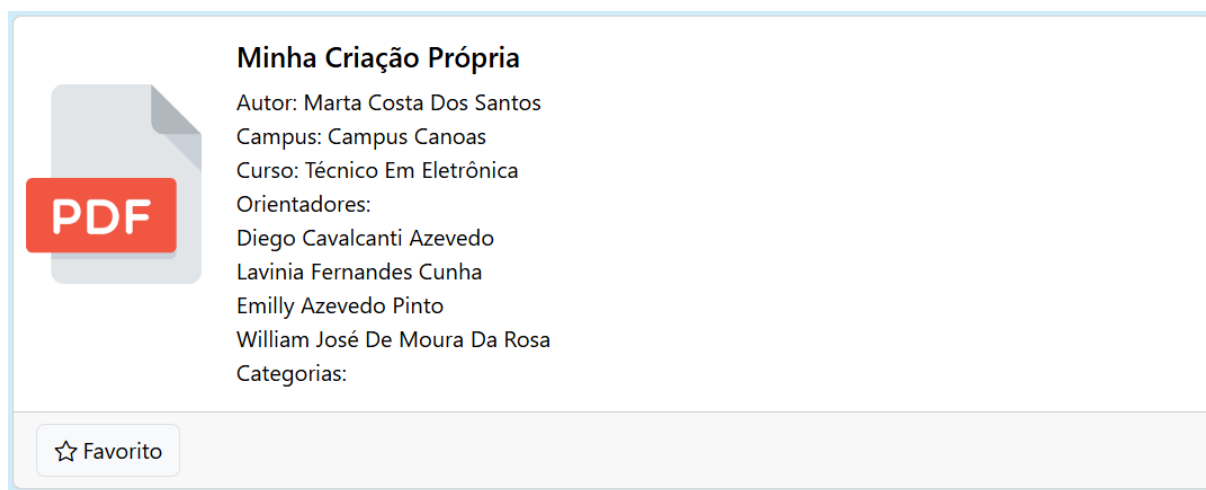 Minha Criação Própria
Autor: Marta Costa Dos Santos
Campus: Campus Canoas
Curso: Técnico Em Eletrônica
Orientadores:
PDF
Diego Cavalcanti Azevedo
Lavinia Fernandes Cunha
Emilly Azevedo Pinto
William José De Moura Da Rosa
Categorias:
Favorito